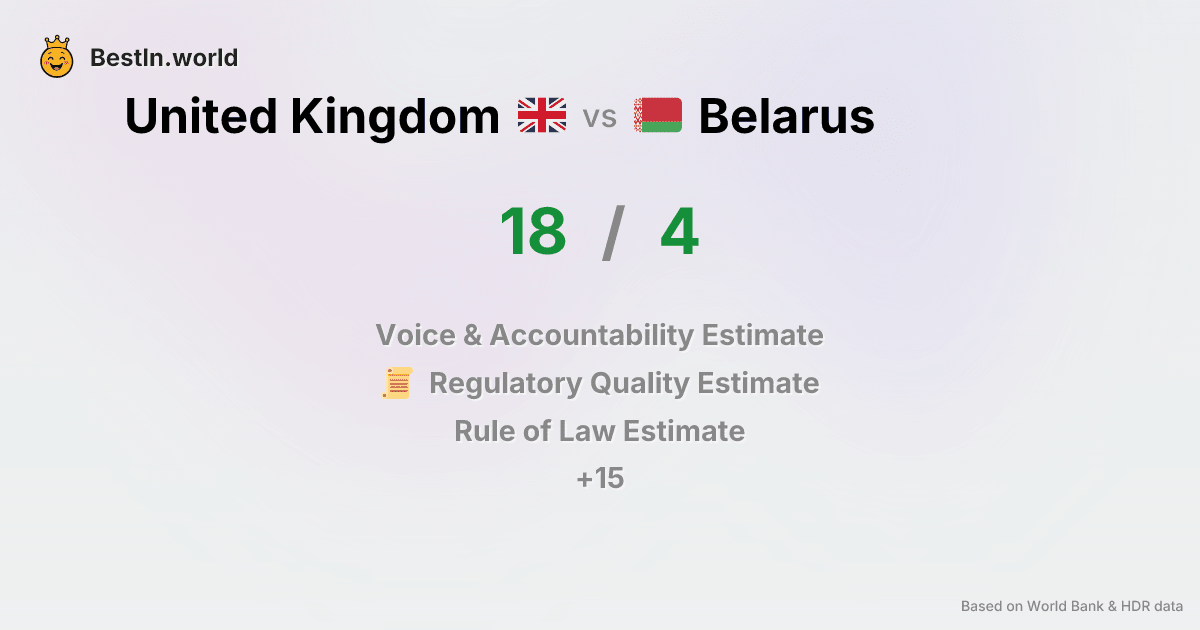 BestIn.world
United Kingdom vs Belarus
18 / 4
Voice & Accountability Estimate
Regulatory Quality Estimate
Rule of Law Estimate
+15
Based on World Bank & HDR data